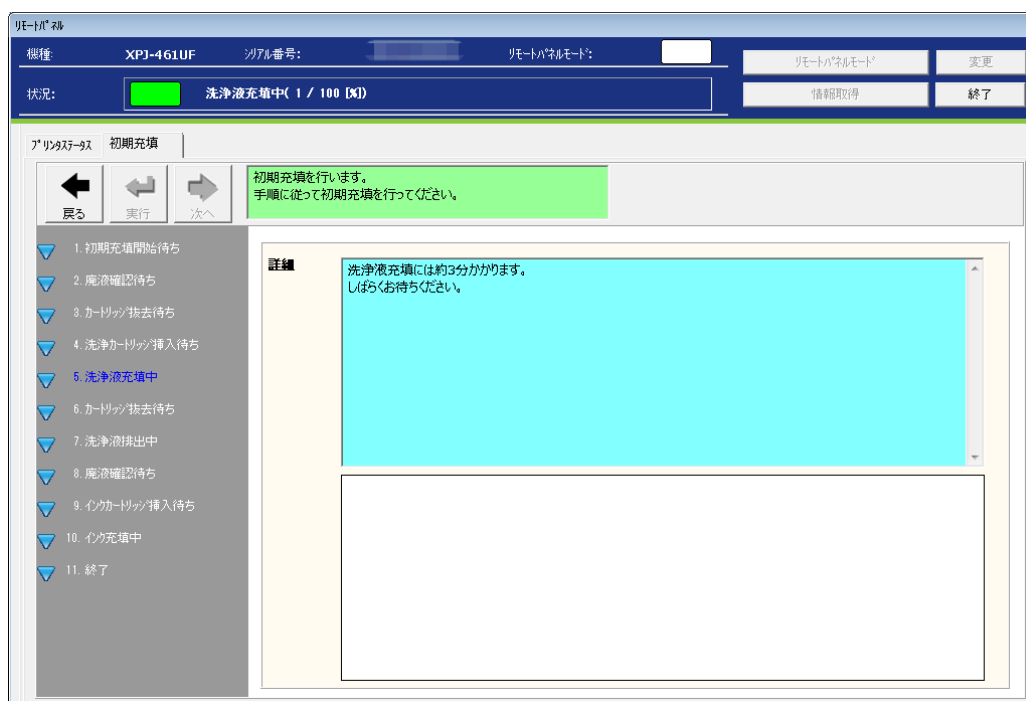 リモートパネル
機種: XPJ-461UF シリアル番号: リモートパネルモード:
リモートパネルモード 変更
状況: 洗浄液充填中( 1 / 100 [%])
情報取得 終了
プリンタステータス 初期充填
戻る 実行 次へ
初期充填を行います。
手順に従って初期充填を行ってください。
1. 初期充填開始待ち
2. 廃液確認待ち
3. カートリッジ抜去待ち
4. 洗浄カートリッジ挿入待ち
5. 洗浄液充填中
6. カートリッジ抜去待ち
7. 洗浄液排出中
8. 廃液確認待ち
9. インクカートリッジ挿入待ち
10. インク充填中
11. 終了
詳細
洗浄液充填には約3分かかります。
しばらくお待ちください。